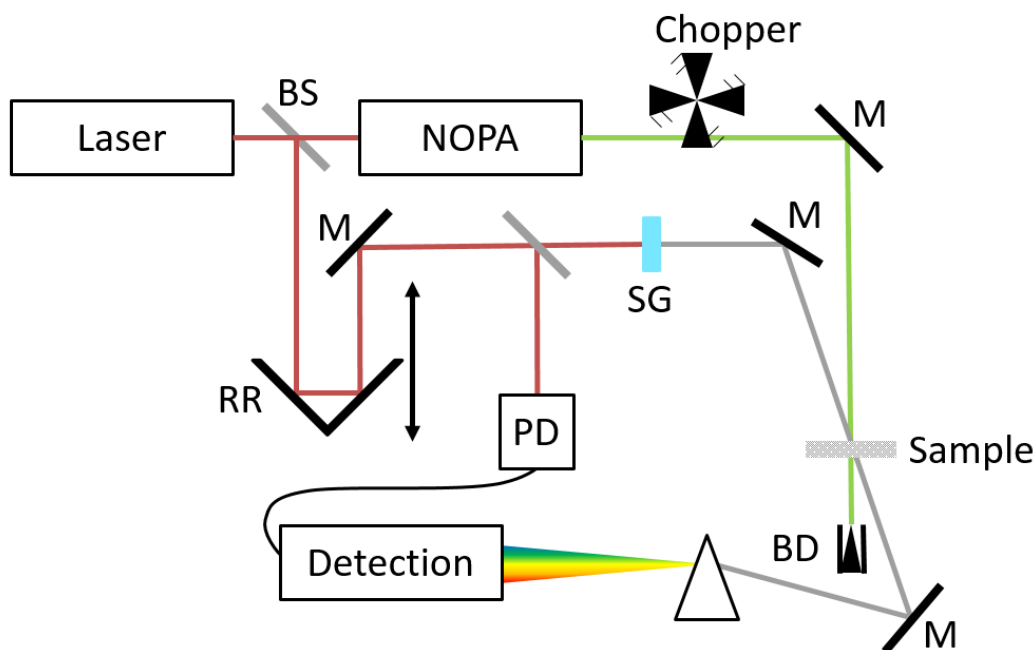 Chopper
BS
M
Laser
NOPA
M
M
SG
RR
PD
Sample
Detection
BD
M